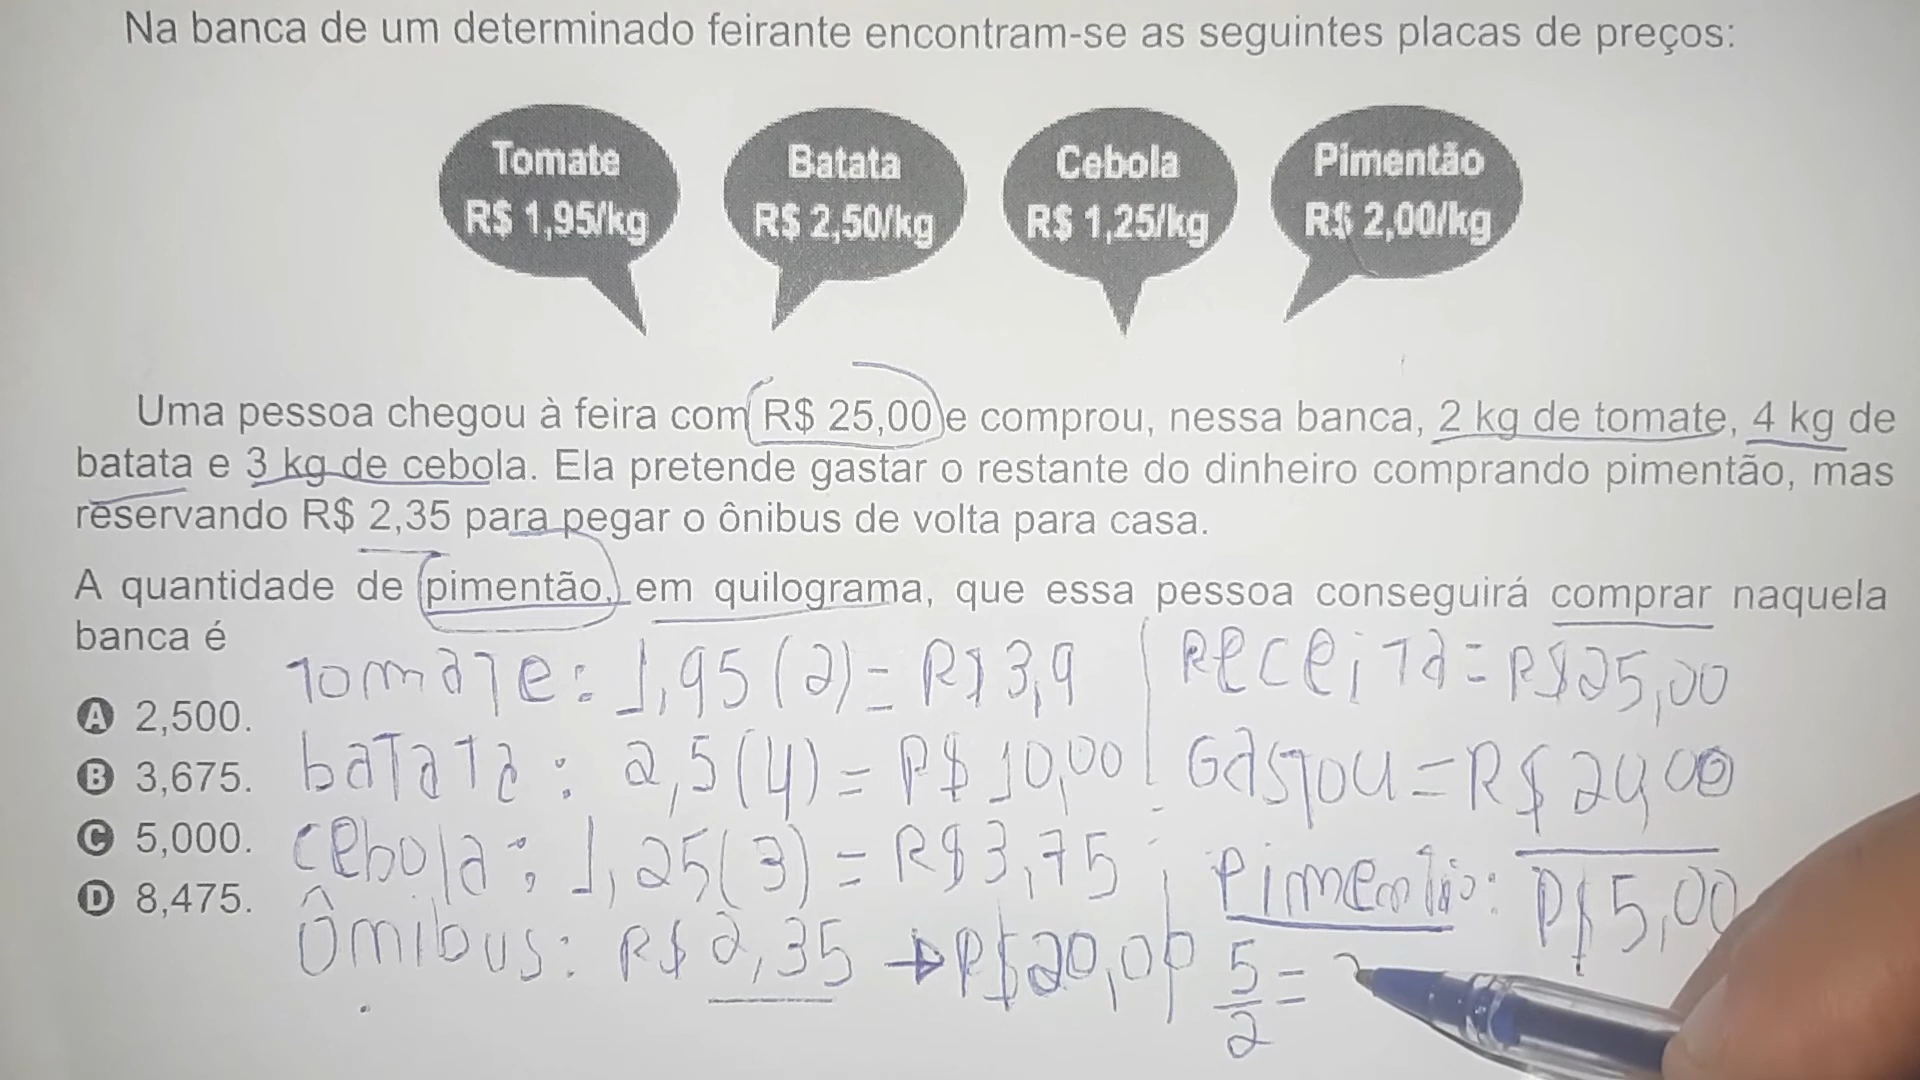 Na banca de um determinado feirante encontram-se as seguintes placas de preços:
Tomate
R$ 1,95/kg
Batata
R$ 2,50/kg
Cebola
R$ 1,25/kg
Pimentão
R$ 2,00/kg
Uma pessoa chegou à feira com R$ 25,00 e comprou, nessa banca, 2 kg de tomate, 4 kg de
batata e 3 kg de cebola. Ela pretende gastar o restante do dinheiro comprando pimentão, mas
reservando R$ 2,35 para pegar o ônibus de volta para casa.
A quantidade de pimentão, em quilograma, que essa pessoa conseguirá comprar naquela
banca é
A 2,500.
B 3,675.
C 5,000.
D 8,475.
Tomate: 1,95(2) = R$ 3,9
batata: 2,5(4) = R$ 10,00
cebola: 1,25(3) = R$ 3,75
Ômibus: R$ 2,35 → R$ 20,00
Receita = R$ 25,00
Gastou = R$ 20,00
Pimentão: R$ 5,00
5/2 =